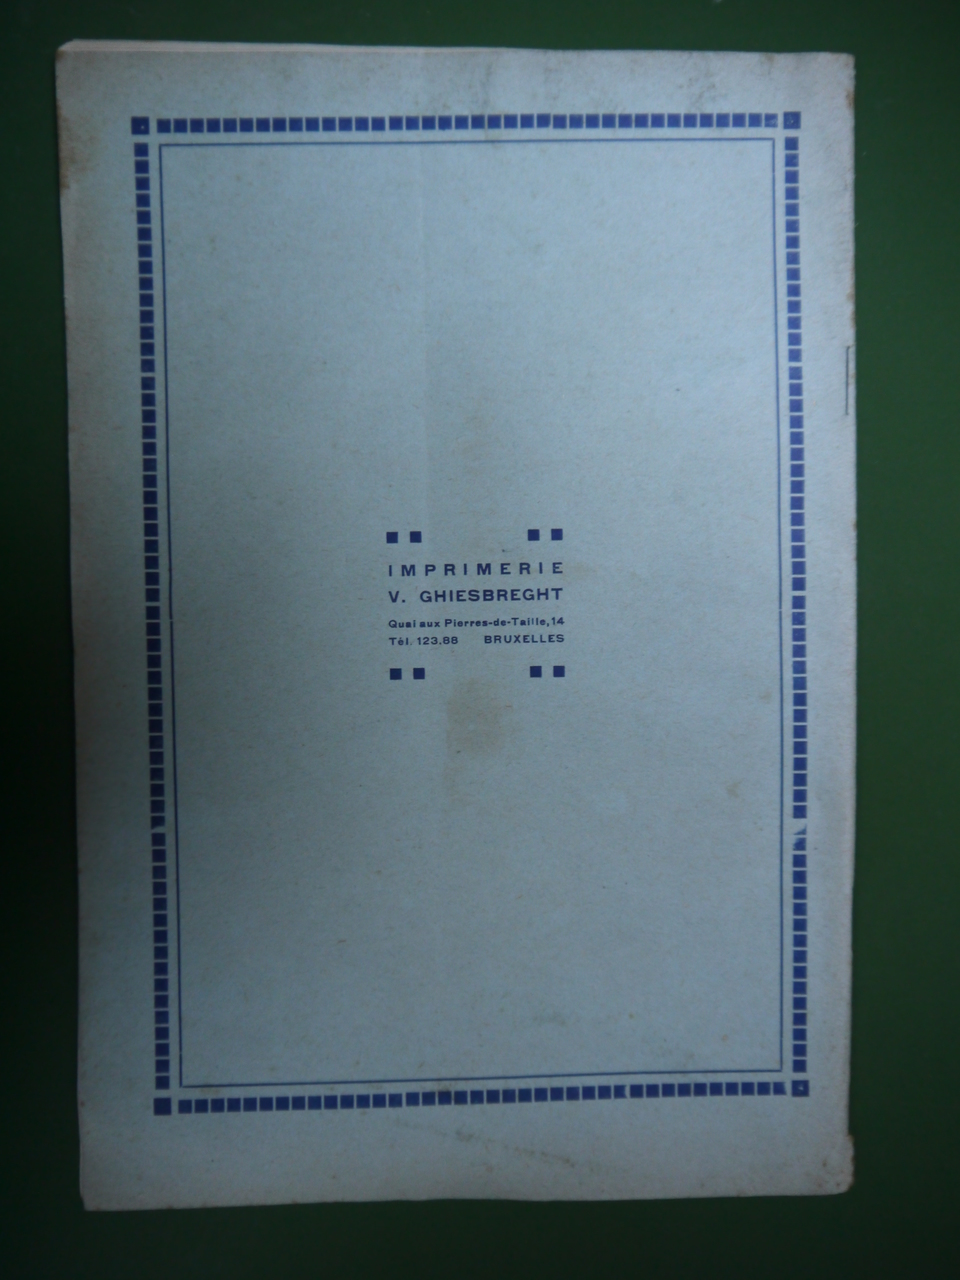 IMPRIMERIE
V. GHIESBREGHT
Quai aux Pierres-de-Taille, 14
Tél. 123.88 BRUXELLES